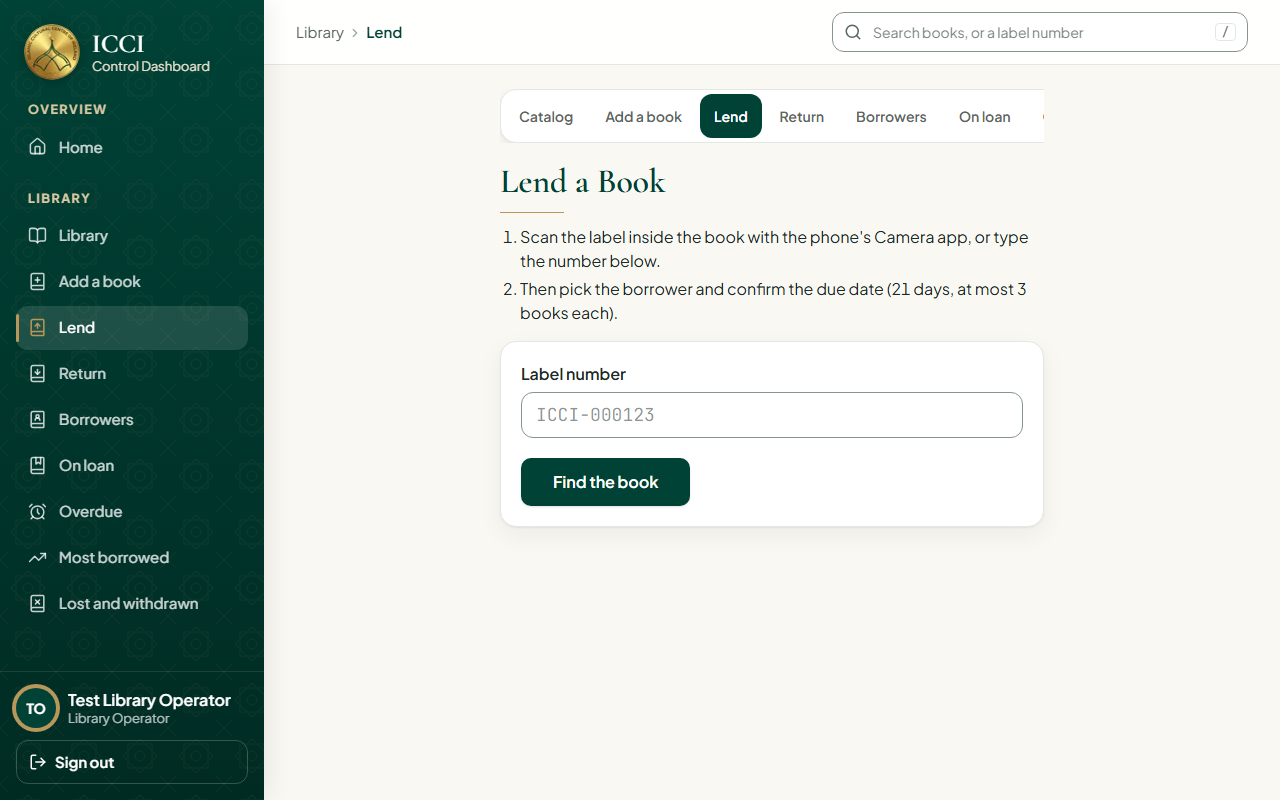 ICCI
Control Dashboard
OVERVIEW
Home
LIBRARY
Library
Add a book
Lend
Return
Borrowers
On loan
Overdue
Most borrowed
Lost and withdrawn
TO
Test Library Operator
Library Operator
Sign out
Library > Lend
Search books, or a label number /
Catalog Add a book Lend Return Borrowers On loan
Lend a Book
1. Scan the label inside the book with the phone's Camera app, or type
the number below.
2. Then pick the borrower and confirm the due date (21 days, at most 3
books each).
Label number
ICCI-000123
Find the book